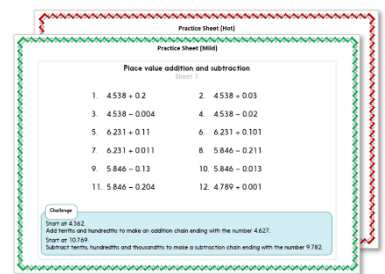 Practice Sheet (Hot)
Practice Sheet (Mild)
Place value addition and subtraction
Sheet 1
1. 4.538 + 0.2
2. 4.538 + 0.03
3. 4.538 – 0.004
4. 4.538 – 0.02
5. 6.231 + 0.11
6. 6.231 + 0.101
7. 6.231 + 0.011
8. 5.846 – 0.211
9. 5.846 – 0.13
10. 5.846 – 0.013
11. 5.846 – 0.204
12. 4.789 + 0.001
Challenge
Start at 4.362.
Add tenths and hundredths to make an addition chain ending with the number 4.627.
Start at 10.769.
Subtract tenths, hundredths and thousandths to make a subtraction chain ending with the number 9.782.